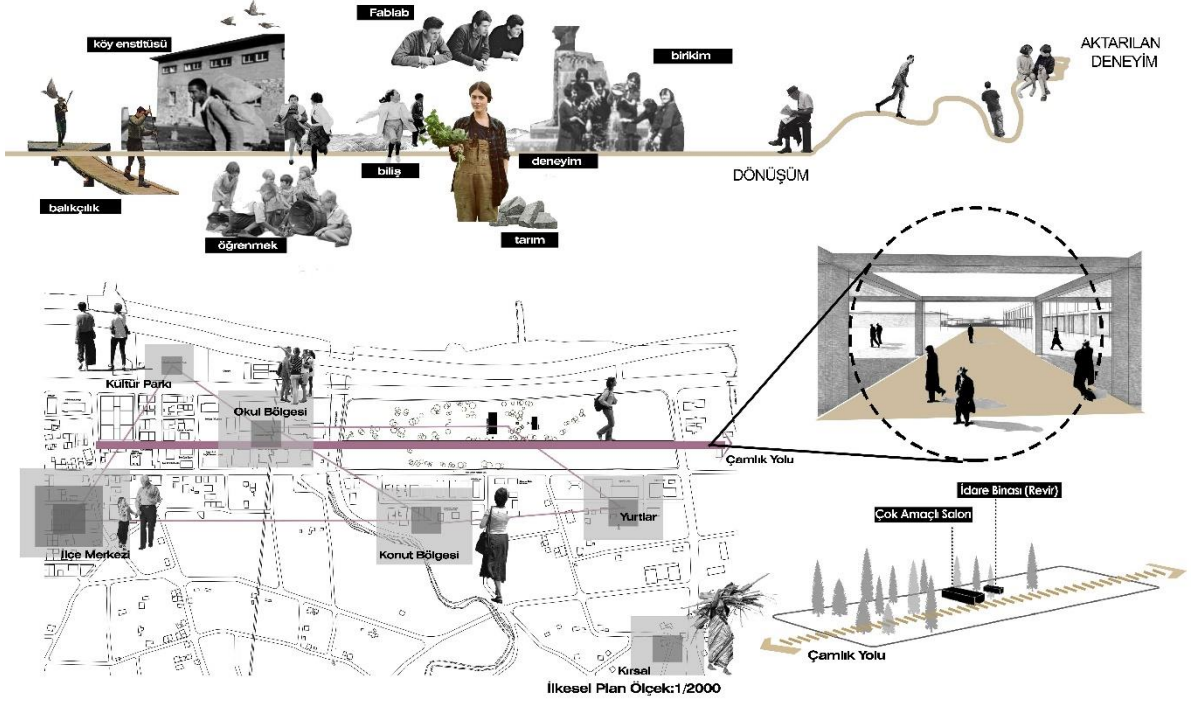 Fablab
köy enstitüsü
birikim
AKTARILAN
DENEYİM
biliş
deneyim
DÖNÜŞÜM
balıkçılık
öğrenmek
tarım
Kültür Parkı
Okul Bölgesi
Çamlık Yolu
İdare Binası (Revir)
Çok Amaçlı Salon
Yurtlar
İlçe Merkezi
Konut Bölgesi
Çamlık Yolu
Kırsal
İlkesel Plan Ölçek:1/2000